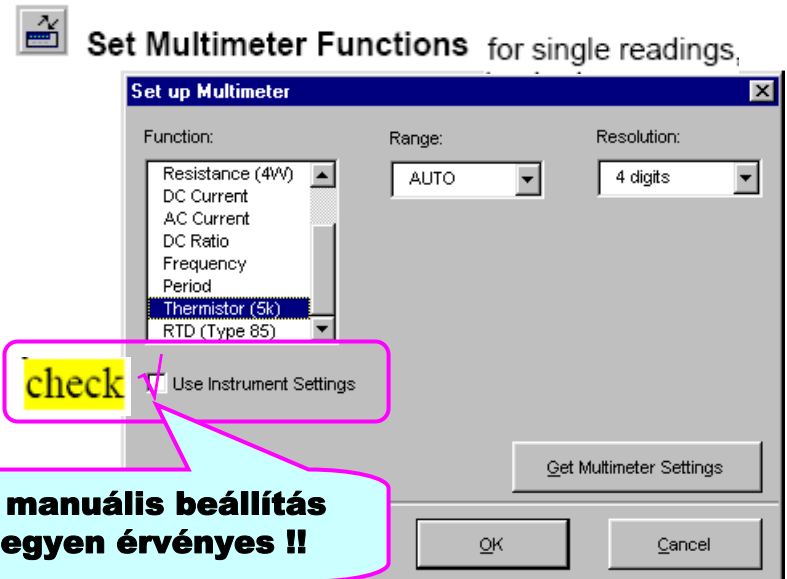 Set Multimeter Functions for single readings,
Set up Multimeter
Function:
Range:
Resolution:
Resistance (4W)
DC Current
AC Current
DC Ratio
Frequency
Period
Thermistor (5k)
RTD (Type 85)
AUTO
4 digits
check
Use Instrument Settings
Get Multimeter Settings
manuális beállítás
egyen érvényes !!
OK
Cancel